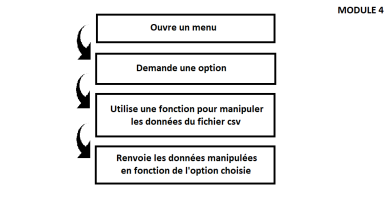 MODULE 4
Ouvre un menu
Demande une option
Utilise une fonction pour manipuler
les données du fichier csv
Renvoie les données manipulées
en fonction de l'option choisie